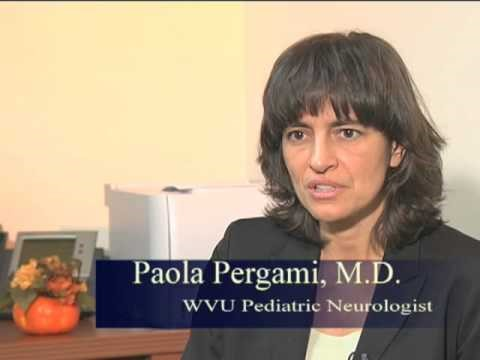 Paola Pergami, M.D.
WVU Pediatric Neurologist